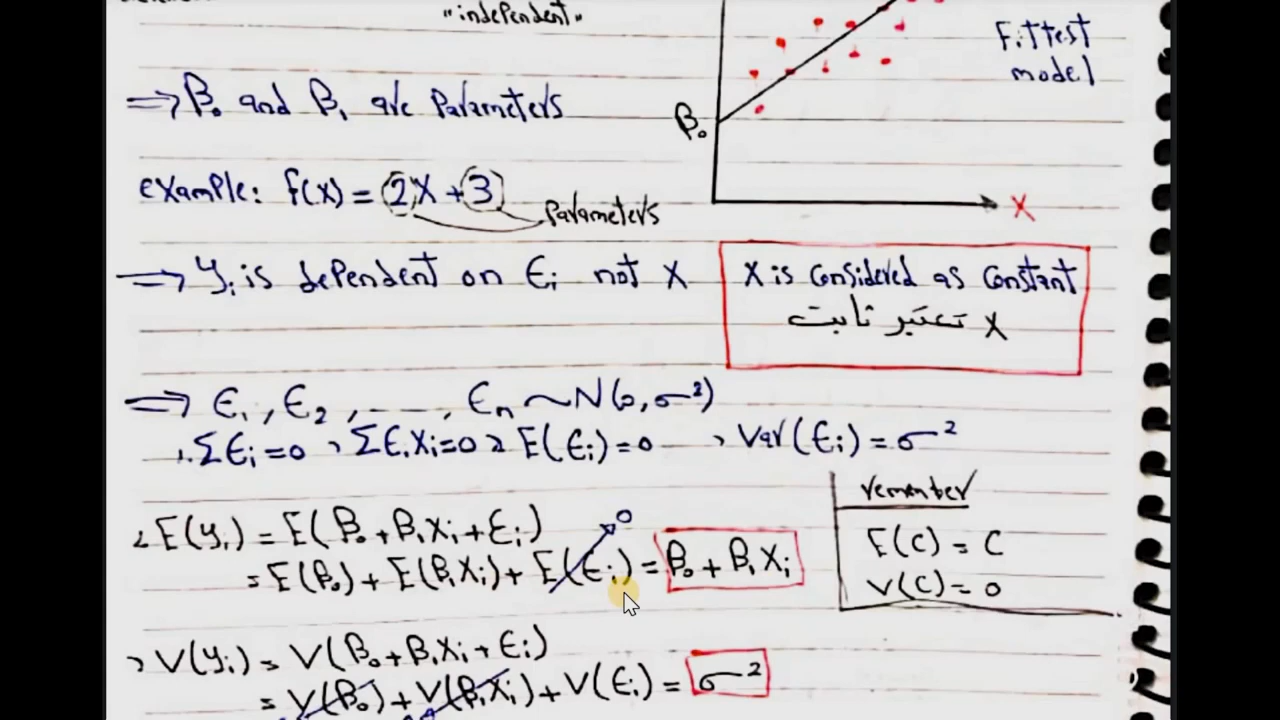 "independent"
Fittest
model
⇒ β₀ and β₁ are Parameters
β₀
example: f(x) = 2x + 3
Parameters
X
⇒ yᵢ is dependent on ϵᵢ not X
X is considered as constant
X تعتبر ثابت
⇒ ϵ₁, ϵ₂, ----, ϵₙ ~ N(0, σ²)
1. Σϵᵢ = 0 , ΣϵᵢXᵢ = 0 , E(ϵᵢ) = 0 , Var(ϵᵢ) = σ²
remember
E(C) = C
V(C) = 0
2. E(yᵢ) = E(β₀ + β₁Xᵢ + ϵᵢ)
= E(β₀) + E(β₁Xᵢ) + E(ϵᵢ) 0 = β₀ + β₁Xᵢ
, V(yᵢ) = V(β₀ + β₁Xᵢ + ϵᵢ)
= V(β₀) + V(β₁Xᵢ) + V(ϵᵢ) = σ²